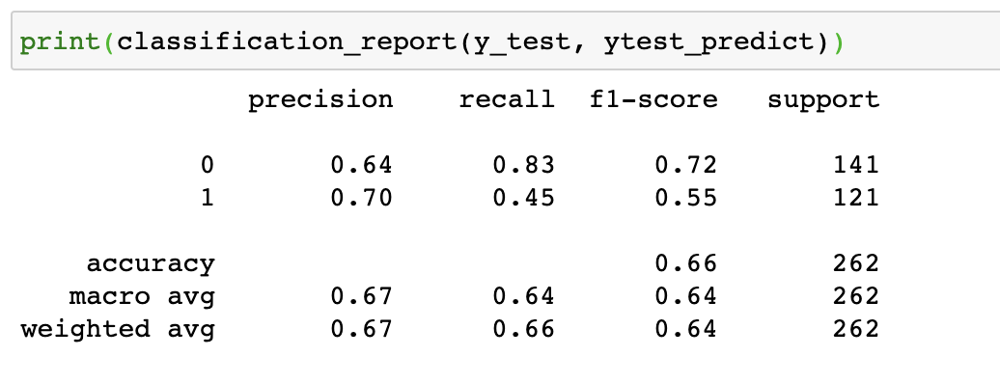 print(classification_report(y_test, ytest_predict))
precision recall f1-score support
0 0.64 0.83 0.72 141
1 0.70 0.45 0.55 121
accuracy 0.66 262
macro avg 0.67 0.64 0.64 262
weighted avg 0.67 0.66 0.64 262